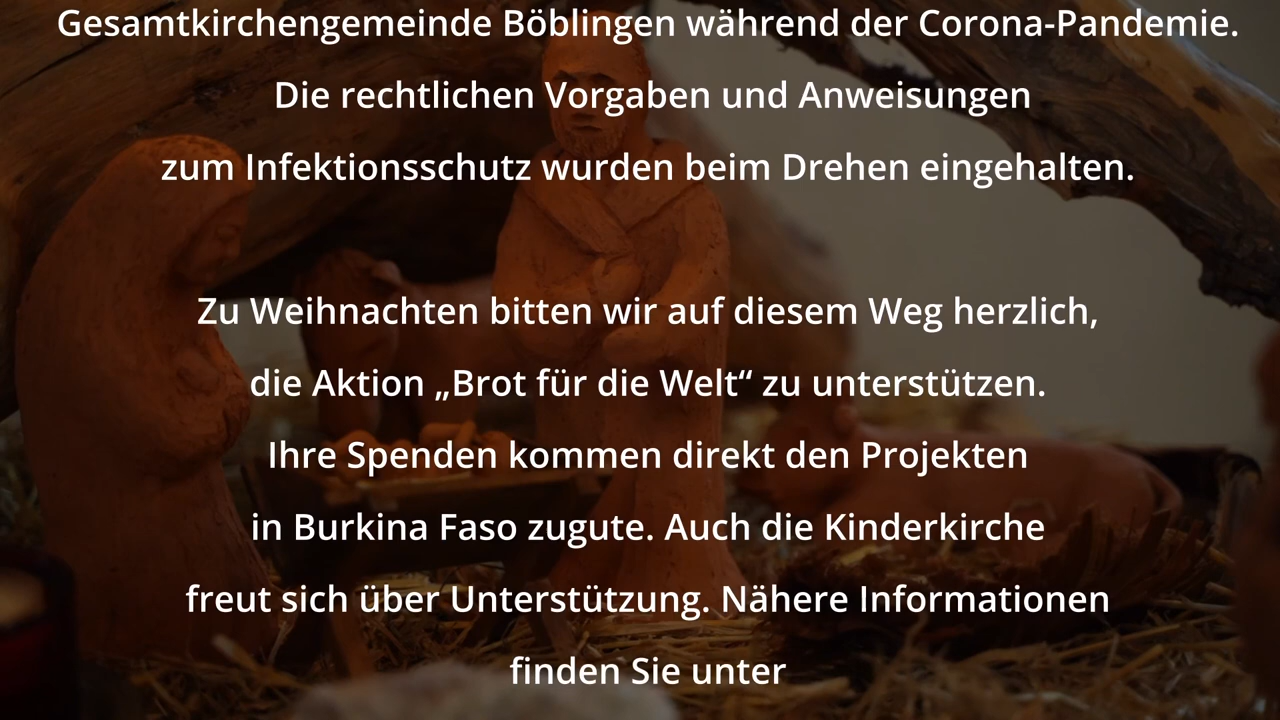 Gesamtkirchengemeinde Böblingen während der Corona-Pandemie.
Die rechtlichen Vorgaben und Anweisungen
zum Infektionsschutz wurden beim Drehen eingehalten.
Zu Weihnachten bitten wir auf diesem Weg herzlich,
die Aktion „Brot für die Welt“ zu unterstützen.
Ihre Spenden kommen direkt den Projekten
in Burkina Faso zugute. Auch die Kinderkirche
freut sich über Unterstützung. Nähere Informationen
finden Sie unter